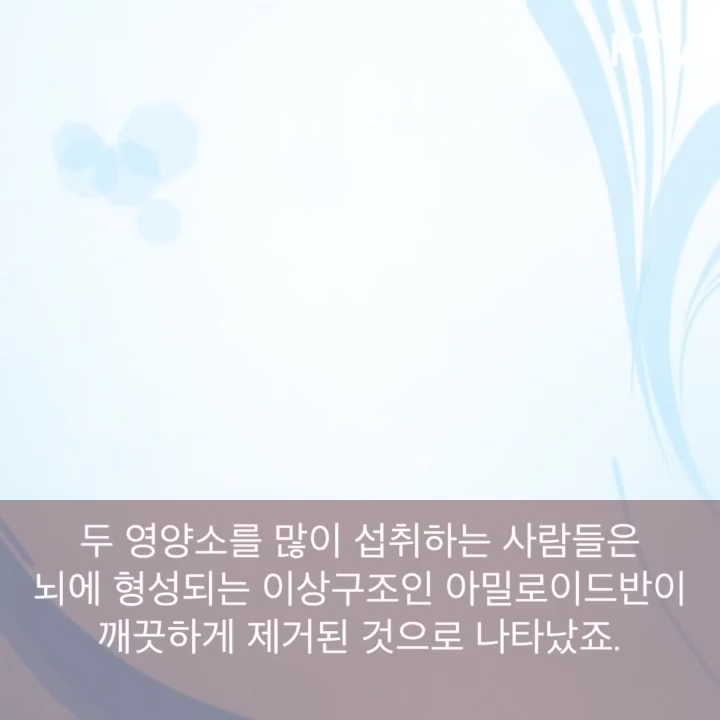 두 영양소를 많이 섭취하는 사람들은
뇌에 형성되는 이상구조인 아밀로이드반이
깨끗하게 제거된 것으로 나타났죠.